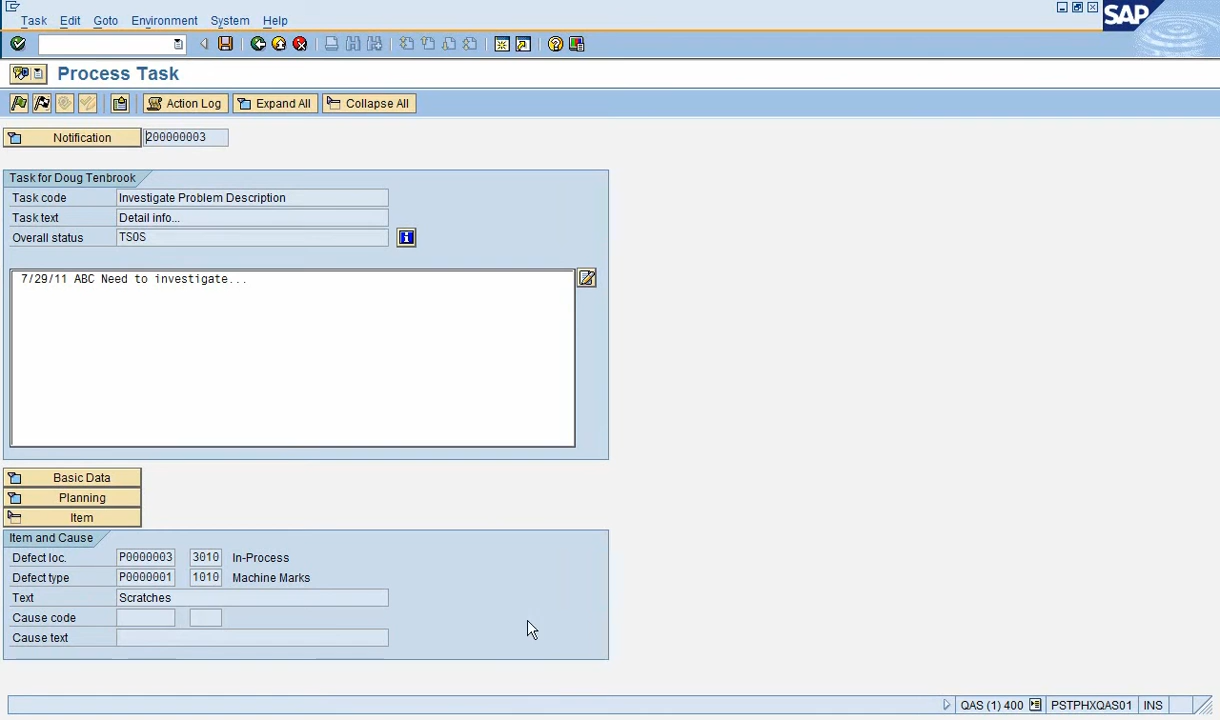 Task Edit Goto Environment System Help
SAP
Process Task
Action Log Expand All Collapse All
Notification 200000003
Task for Doug Tenbrook
Task code Investigate Problem Description
Task text Detail info...
Overall status TSOS
7/29/11 ABC Need to investigate...
Basic Data
Planning
Item
Item and Cause
Defect loc. P0000003 3010 In-Process
Defect type P0000001 1010 Machine Marks
Text Scratches
Cause code
Cause text
QAS (1) 400 PSTPHXQAS01 INS